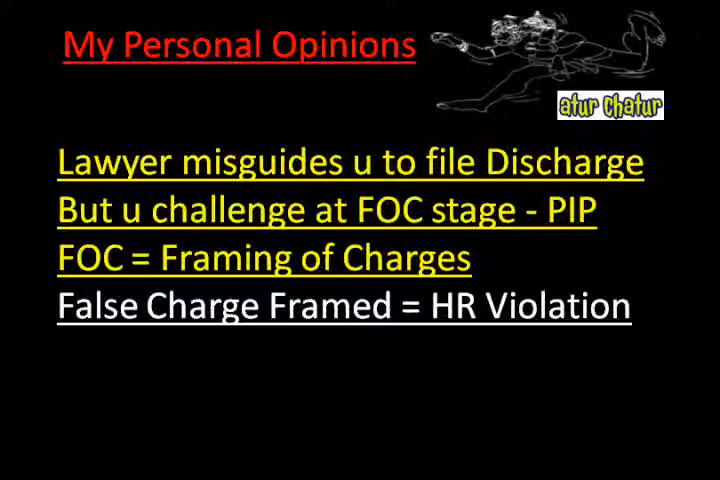 My Personal Opinions
atur chatur
Lawyer misguides u to file Discharge
But u challenge at FOC stage - PIP
FOC = Framing of Charges
False Charge Framed = HR Violation